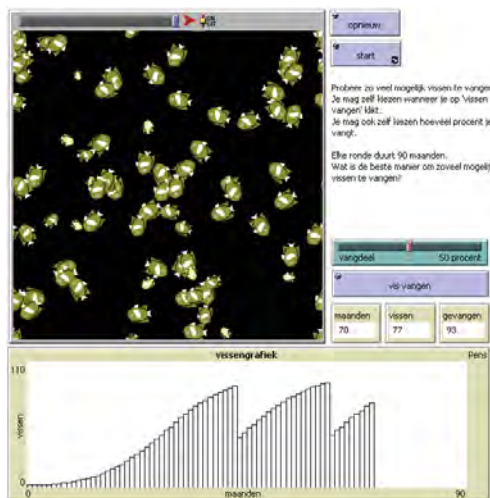 opnieuw
start
Probeer zo veel mogelijk vissen te vangen
Je mag zelf kiezen wanneer je op 'vissen
vangen' klikt.
Je mag ook zelf kiezen hoeveel procent je
vangt.
Elke ronde duurt 90 maanden.
Wat is de beste manier om zoveel mogelij
vissen te vangen?
vangdeel 50 procent
vis vangen
maanden vissen gevangen
70 77 93
vissengrafiek Pens
110
vissen
0
0 maanden 90